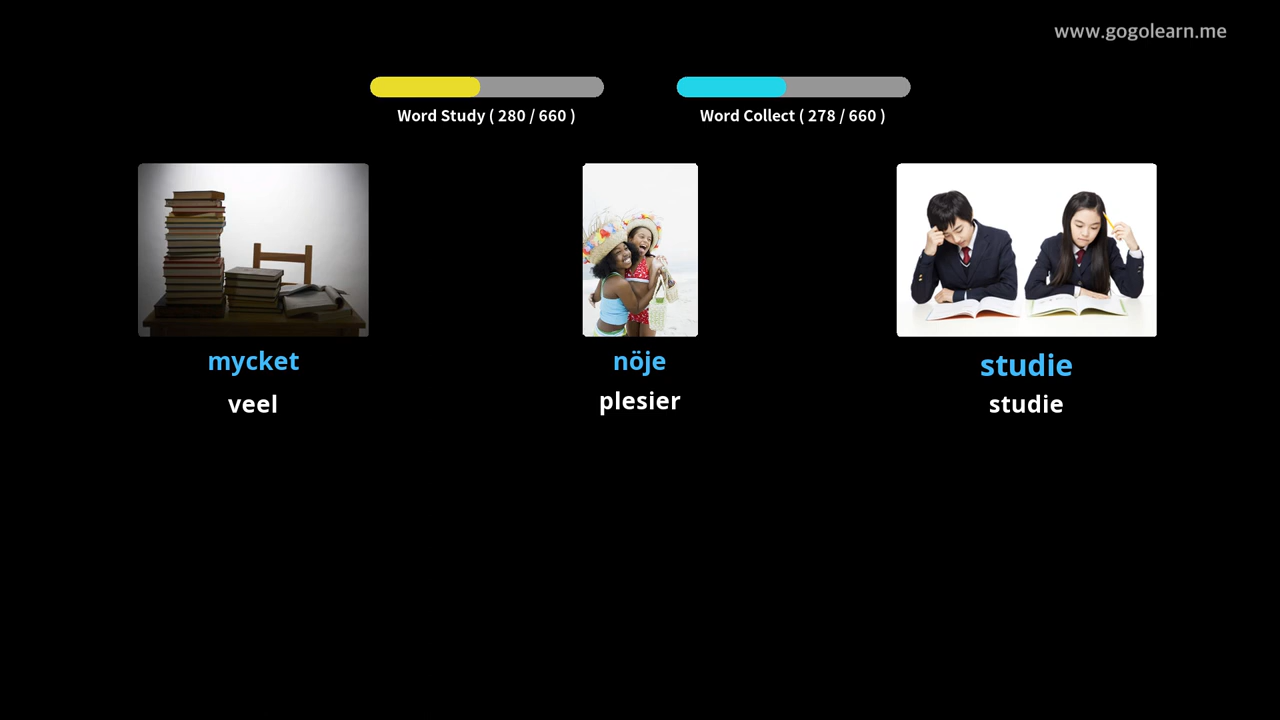 www.gogolearn.me
Word Study ( 280 / 660 )
Word Collect ( 278 / 660 )
mycket
veel
nöje
plesier
studie
studie